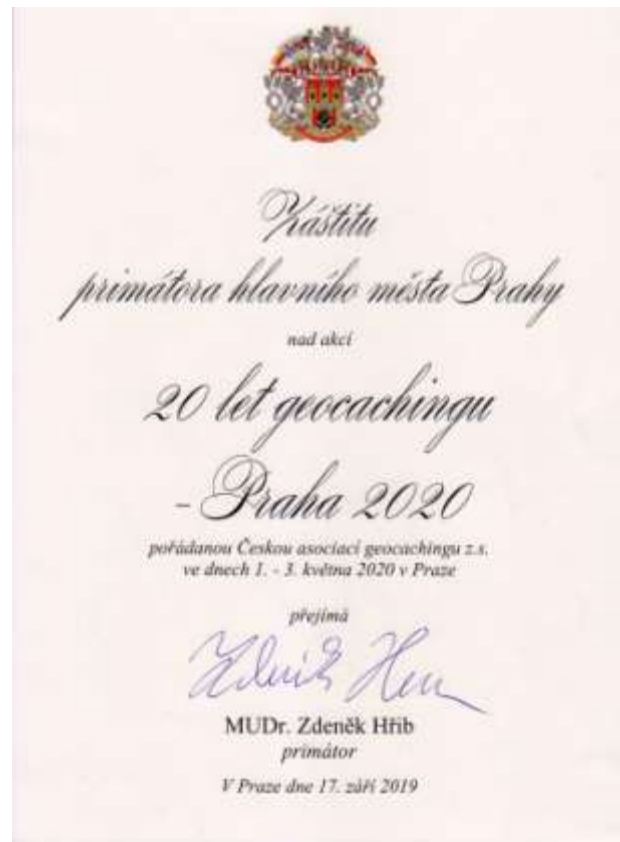 Záštitu
primátora hlavního města Prahy
nad akcí
20 let geocachingu
- Praha 2020
pořádanou Českou asociací geocachingu z.s.
ve dnech 1. - 3. května 2020 v Praze
přejímá
MUDr. Zdeněk Hřib
primátor
V Praze dne 17. září 2019